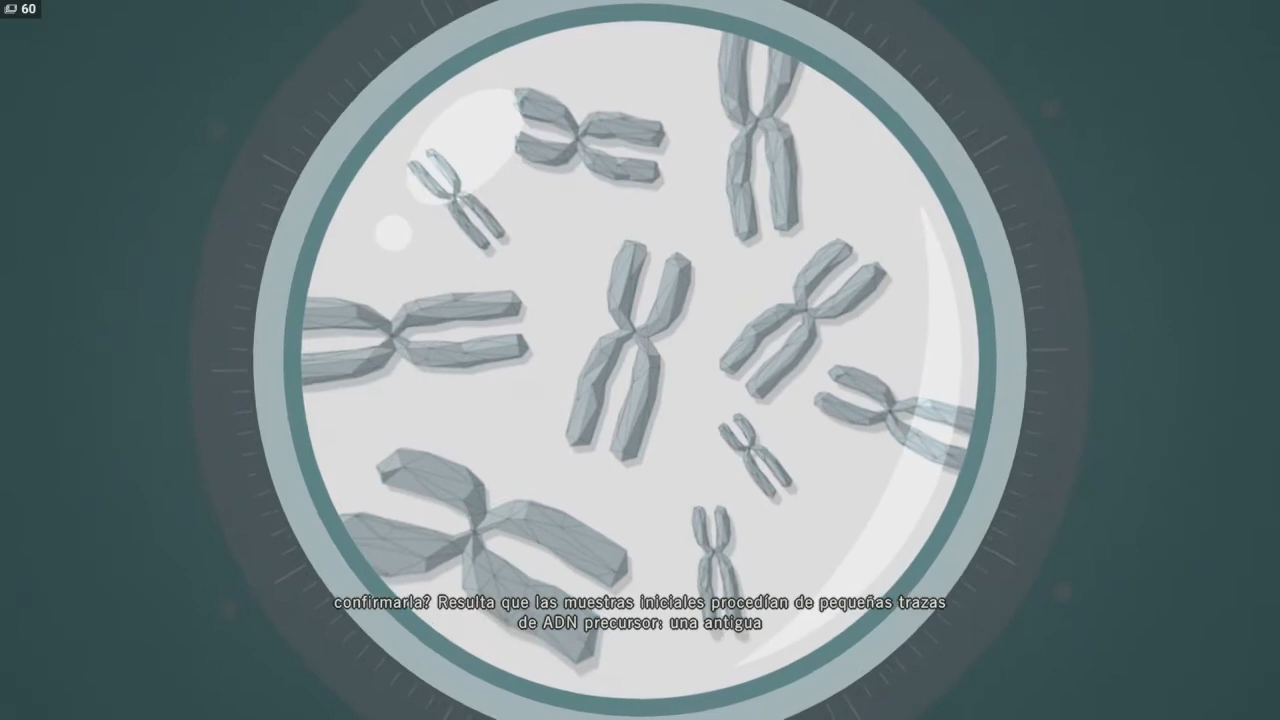 60
confirmarla? Resulta que las muestras iniciales procedían de pequeñas trazas
de ADN precursor: una antigua